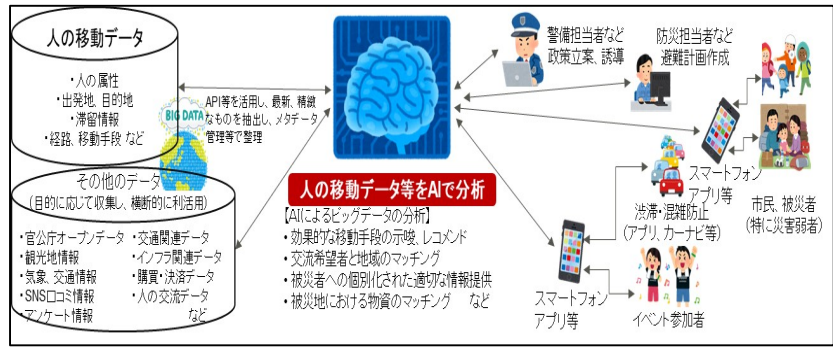 人の移動データ
・人の属性
・出発地、目的地
・滞留情報
・経路、移動手段 など
BIG DATA
API等を活用し、最新、精緻
なものを抽出し、メタデータ
管理等で整理
その他のデータ
(目的に応じて収集し、横断的に利活用)
・官公庁オープンデータ
・観光地情報
・気象、交通情報
・SNS口コミ情報
・アンケート情報
・交通関連データ
・インフラ関連データ
・購買・決済データ
・人の交流データ
など
人の移動データ等をAIで分析
【AIによるビッグデータの分析】
・効果的な移動手段の示唆、レコメンド
・交流希望者と地域のマッチング
・被災者への個別化された適切な情報提供
・被災地における物資のマッチング など
警備担当者など
政策立案、誘導
防災担当者など
避難計画作成
スマートフォン
アプリ等
市民、被災者
(特に災害弱者)
渋滞・混雑防止
(アプリ、カーナビ等)
スマートフォン
アプリ等
イベント参加者